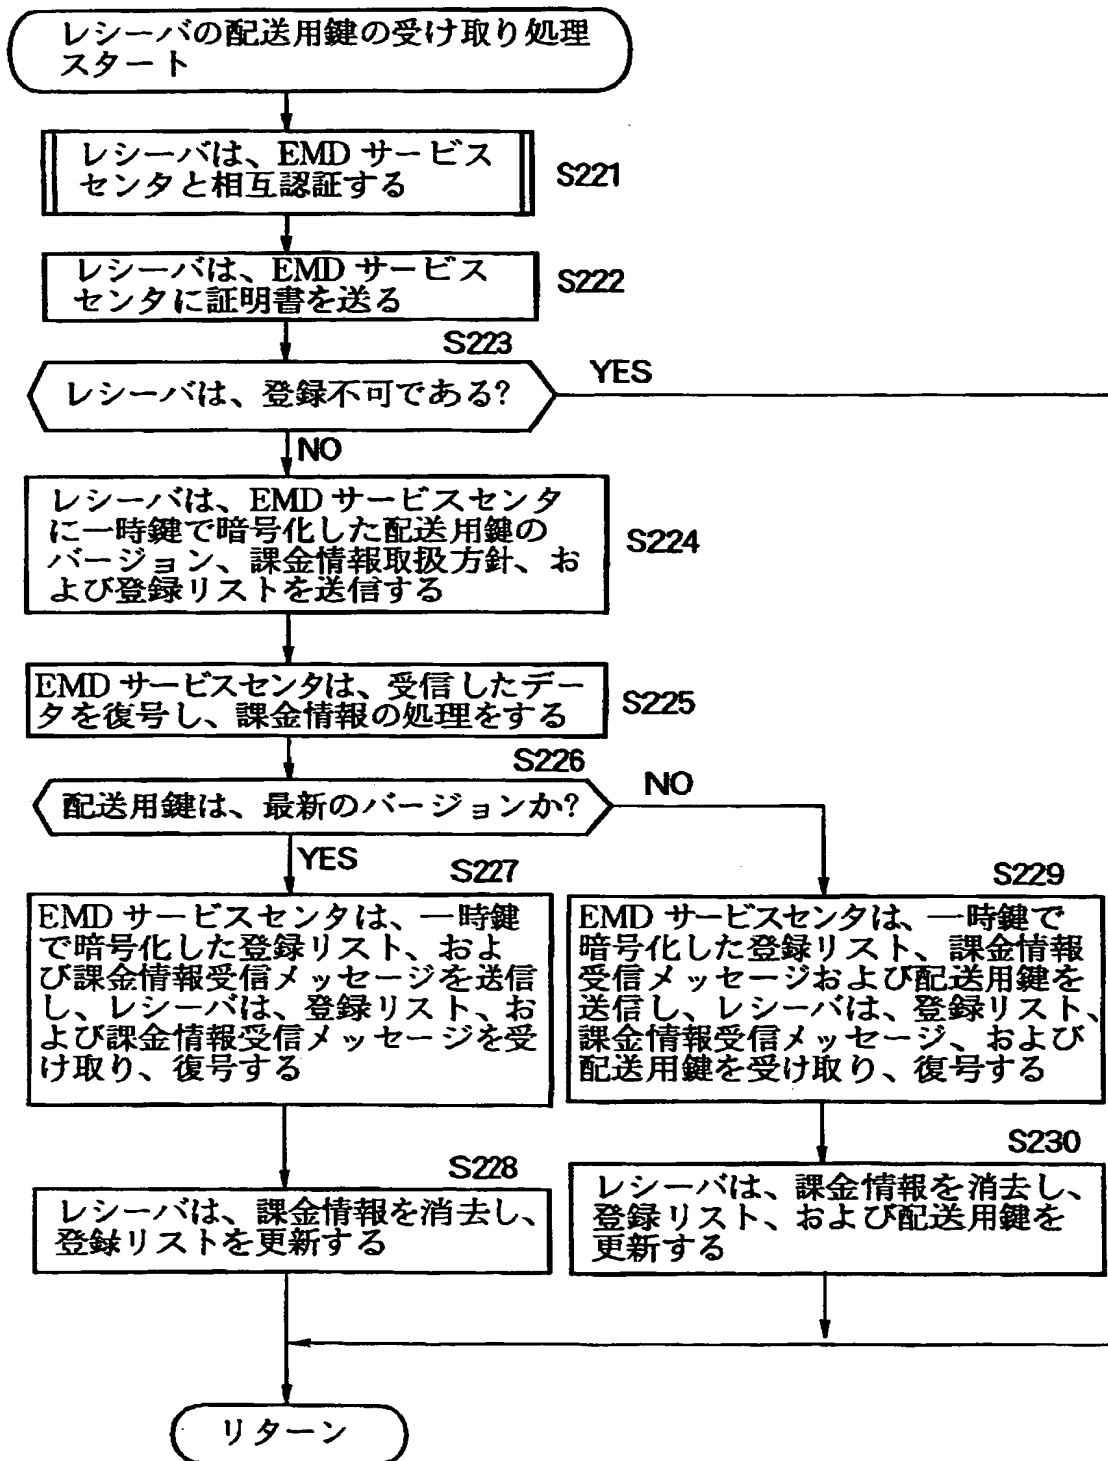 レシーバの配送用鍵の受け取り処理
スタート
レシーバは、EMD サービス
センタと相互認証する
S221
レシーバは、EMD サービス
センタに証明書を送る
S222
S223
レシーバは、登録不可である?
YES
NO
レシーバは、EMD サービスセンタ
に一時鍵で暗号化した配送用鍵の
バージョン、課金情報取扱方針、お
よび登録リストを送信する
S224
EMD サービスセンタは、受信したデー
タを復号し、課金情報の処理をする
S225
S226
配送用鍵は、最新のバージョンか?
NO
YES
S227
EMD サービスセンタは、一時鍵
で暗号化した登録リスト、およ
び課金情報受信メッセージを送信
し、レシーバは、登録リスト、お
よび課金情報受信メッセージを受
け取り、復号する
S229
EMD サービスセンタは、一時鍵で
暗号化した登録リスト、課金情報
受信メッセージおよび配送用鍵を
送信し、レシーバは、登録リスト、
課金情報受信メッセージ、および
配送用鍵を受け取り、復号する
S228
レシーバは、課金情報を消去し、
登録リストを更新する
S230
レシーバは、課金情報を消去し、
登録リスト、および配送用鍵を
更新する
リターン